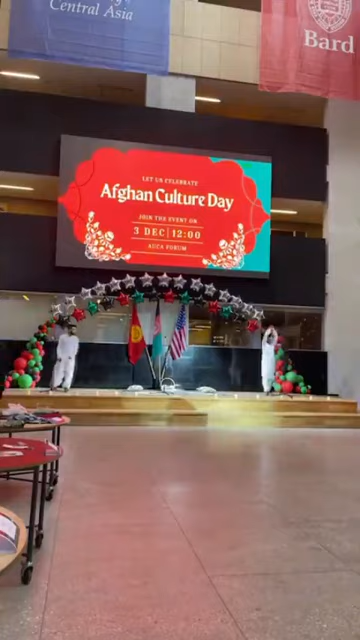 Central Asia
Bard
LET US CELEBRATE
Afghan Culture Day
JOIN THE EVENT ON
3 DEC | 12:00
AUCA FORUM